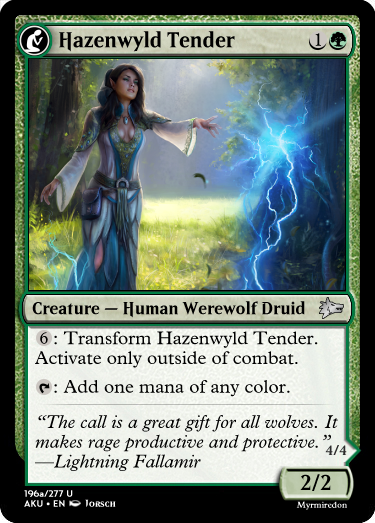 Hazenwyld Tender 1
Creature — Human Werewolf Druid
6: Transform Hazenwyld Tender.
Activate only outside of combat.
: Add one mana of any color.
“The call is a great gift for all wolves. It
makes rage productive and protective.”
—Lightning Fallamir
4/4
2/2
196a/277 U
AKU • EN Jorsch
Myrmiredon